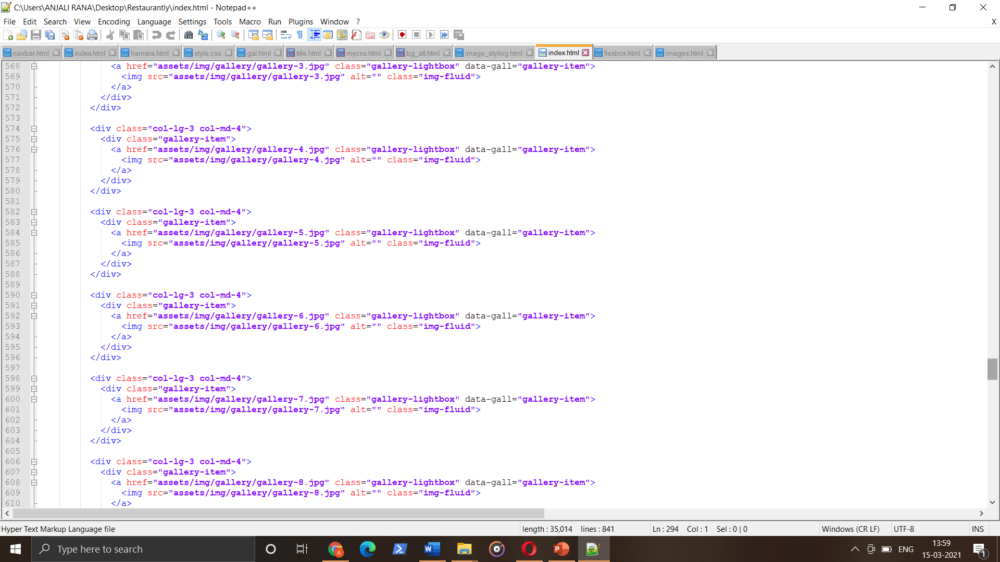 C:\Users\ANJALI RANA\Desktop\Restaurantly\index.html - Notepad++
File Edit Search View Encoding Language Settings Tools Macro Run Plugins Window ? X
navbar.html index.html hamara.html style.css gal.html title.html mycss.html bg_att.html image_styling.html index.html flexbox.html images.html
568 <a href="assets/img/gallery/gallery-3.jpg" class="gallery-lightbox" data-gall="gallery-item">
569 <img src="assets/img/gallery/gallery-3.jpg" alt="" class="img-fluid">
570 </a>
571 </div>
572 </div>
573
574 <div class="col-lg-3 col-md-4">
575 <div class="gallery-item">
576 <a href="assets/img/gallery/gallery-4.jpg" class="gallery-lightbox" data-gall="gallery-item">
577 <img src="assets/img/gallery/gallery-4.jpg" alt="" class="img-fluid">
578 </a>
579 </div>
580 </div>
581
582 <div class="col-lg-3 col-md-4">
583 <div class="gallery-item">
584 <a href="assets/img/gallery/gallery-5.jpg" class="gallery-lightbox" data-gall="gallery-item">
585 <img src="assets/img/gallery/gallery-5.jpg" alt="" class="img-fluid">
586 </a>
587 </div>
588 </div>
589
590 <div class="col-lg-3 col-md-4">
591 <div class="gallery-item">
592 <a href="assets/img/gallery/gallery-6.jpg" class="gallery-lightbox" data-gall="gallery-item">
593 <img src="assets/img/gallery/gallery-6.jpg" alt="" class="img-fluid">
594 </a>
595 </div>
596 </div>
597
598 <div class="col-lg-3 col-md-4">
599 <div class="gallery-item">
600 <a href="assets/img/gallery/gallery-7.jpg" class="gallery-lightbox" data-gall="gallery-item">
601 <img src="assets/img/gallery/gallery-7.jpg" alt="" class="img-fluid">
602 </a>
603 </div>
604 </div>
605
606 <div class="col-lg-3 col-md-4">
607 <div class="gallery-item">
608 <a href="assets/img/gallery/gallery-8.jpg" class="gallery-lightbox" data-gall="gallery-item">
609 <img src="assets/img/gallery/gallery-8.jpg" alt="" class="img-fluid">
610 </a>
Hyper Text Markup Language file length : 35,014 lines : 841 Ln : 294 Col : 1 Sel : 0 | 0 Windows (CR LF) UTF-8 INS
Type here to search ENG 13:59
15-03-2021 1